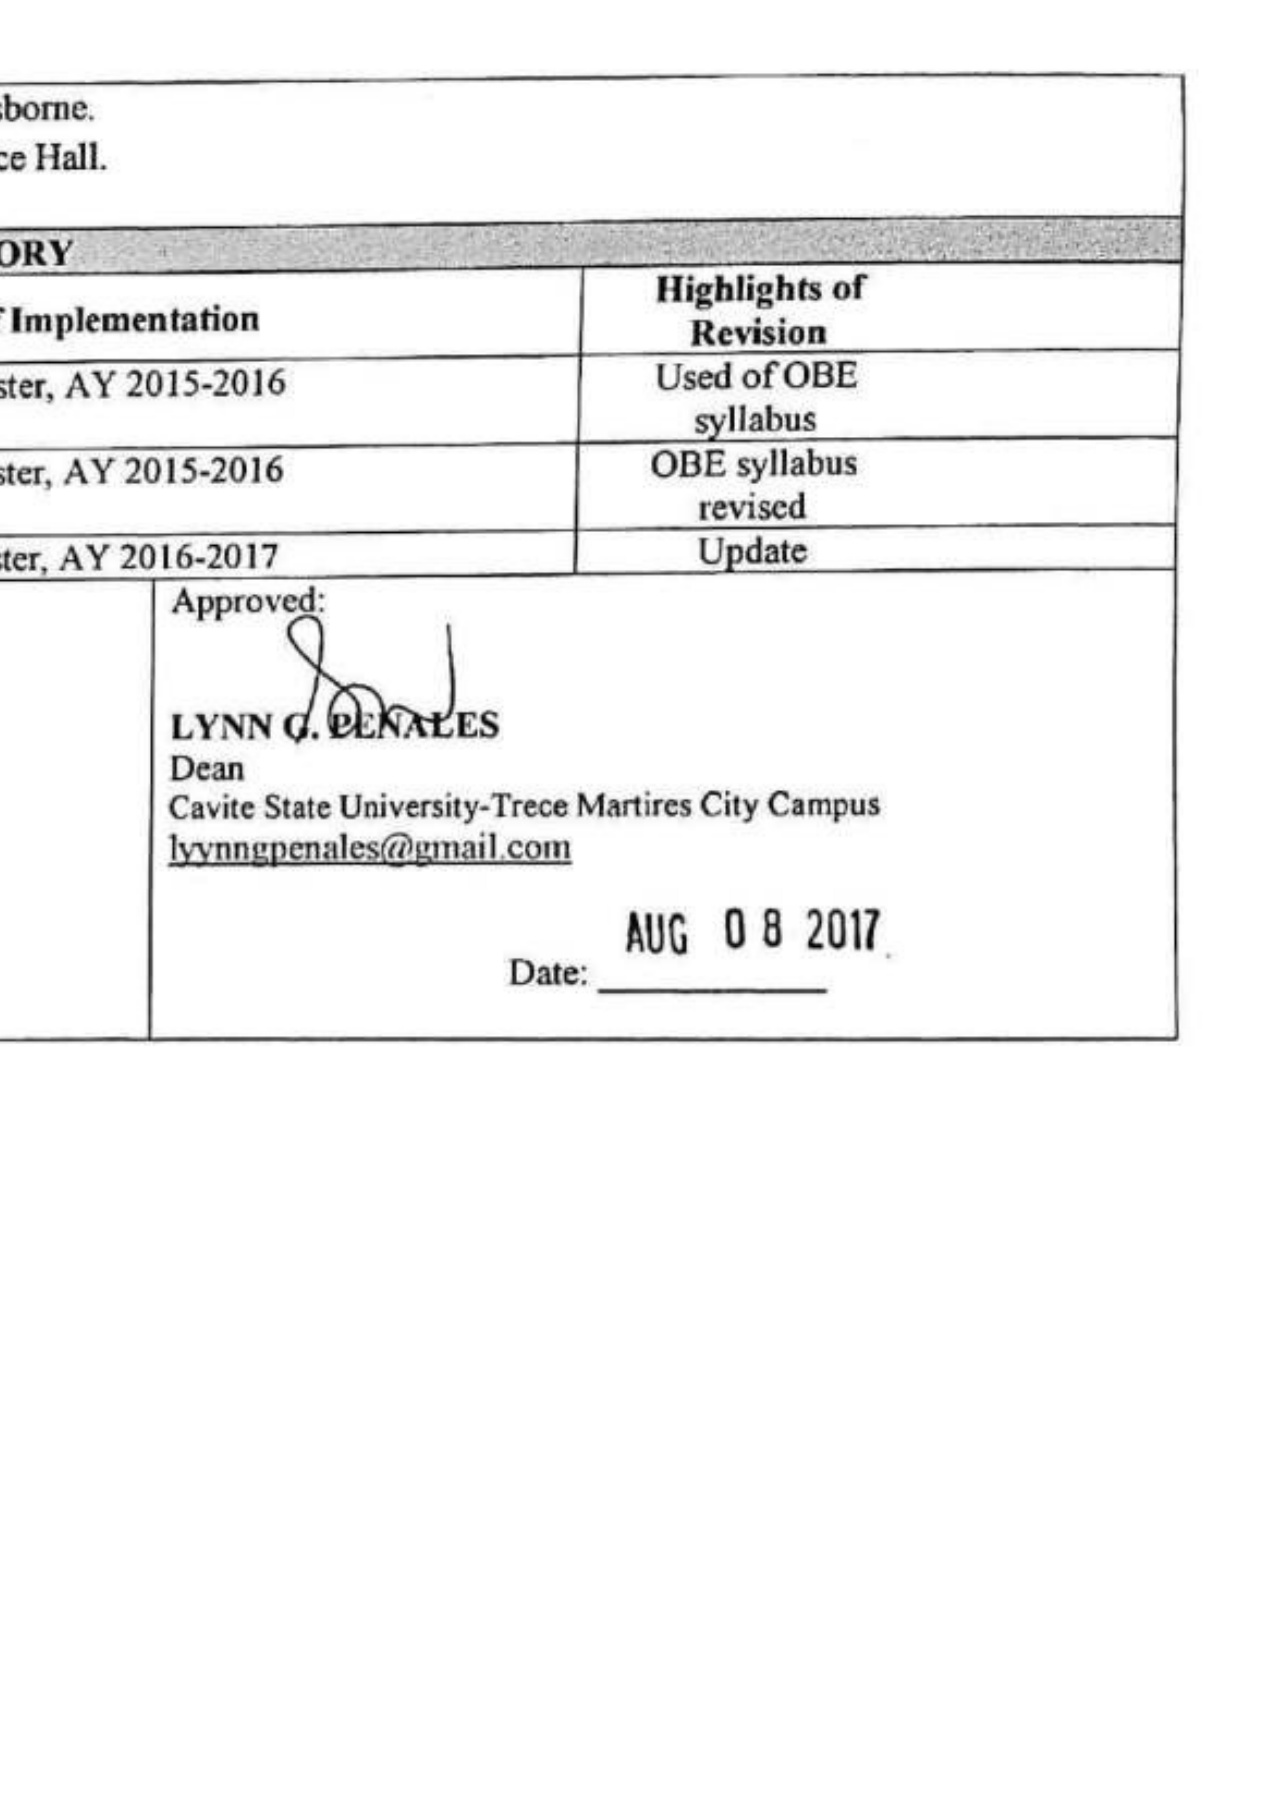 sborne.
ce Hall.
ORY
f Implementation
Highlights of
Revision
ster, AY 2015-2016
Used of OBE
syllabus
ster, AY 2015-2016
OBE syllabus
revised
ster, AY 2016-2017
Update
Approved:
LYNN G. PENALES
Dean
Cavite State University-Trece Martires City Campus
lyynngpenales@gmail.com
AUG 08 2017
Date: